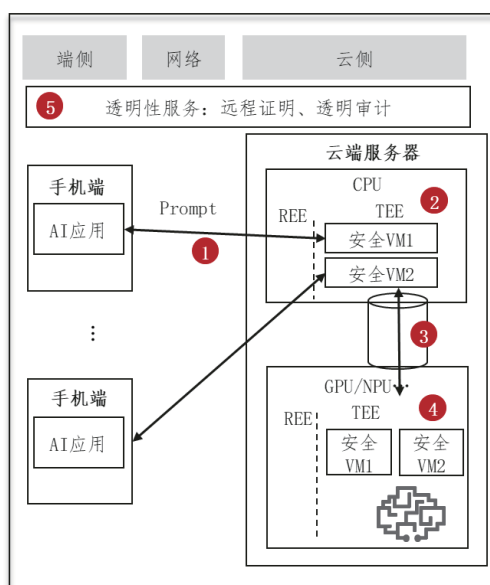 端侧
网络
云侧
5
透明性服务：远程证明、透明审计
云端服务器
手机端
AI应用
Prompt
1
CPU
REE
TEE
2
安全VM1
安全VM2
3
⋮
手机端
AI应用
GPU/NPU…
4
REE
TEE
安全
VM1
安全
VM2